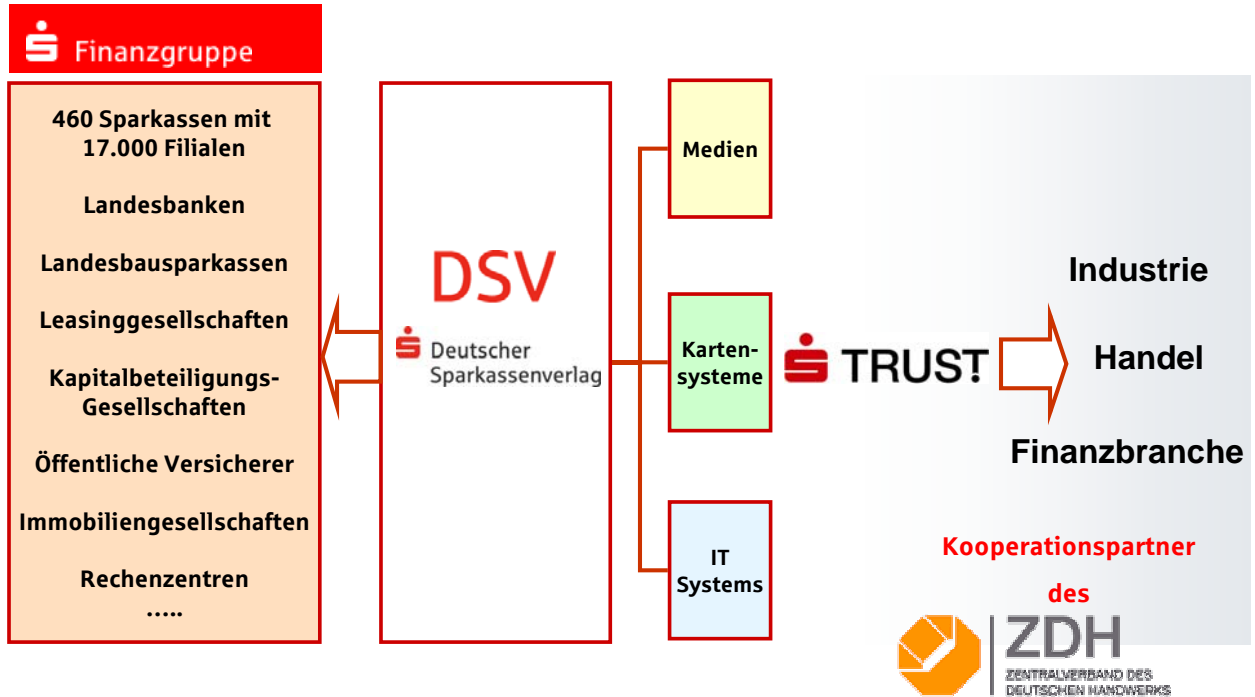 Finanzgruppe
460 Sparkassen mit
17.000 Filialen
Landesbanken
Landesbausparkassen
Leasinggesellschaften
Kapitalbeteiligungs-
Gesellschaften
Öffentliche Versicherer
Immobiliengesellschaften
Rechenzentren
.....
DSV
Deutscher
Sparkassenverlag
Medien
Karten-
systeme
IT
Systems
S TRUST
Industrie
Handel
Finanzbranche
Kooperationspartner
des
ZDH
ZENTRALVERBAND DES
DEUTSCHEN HANDWERKS